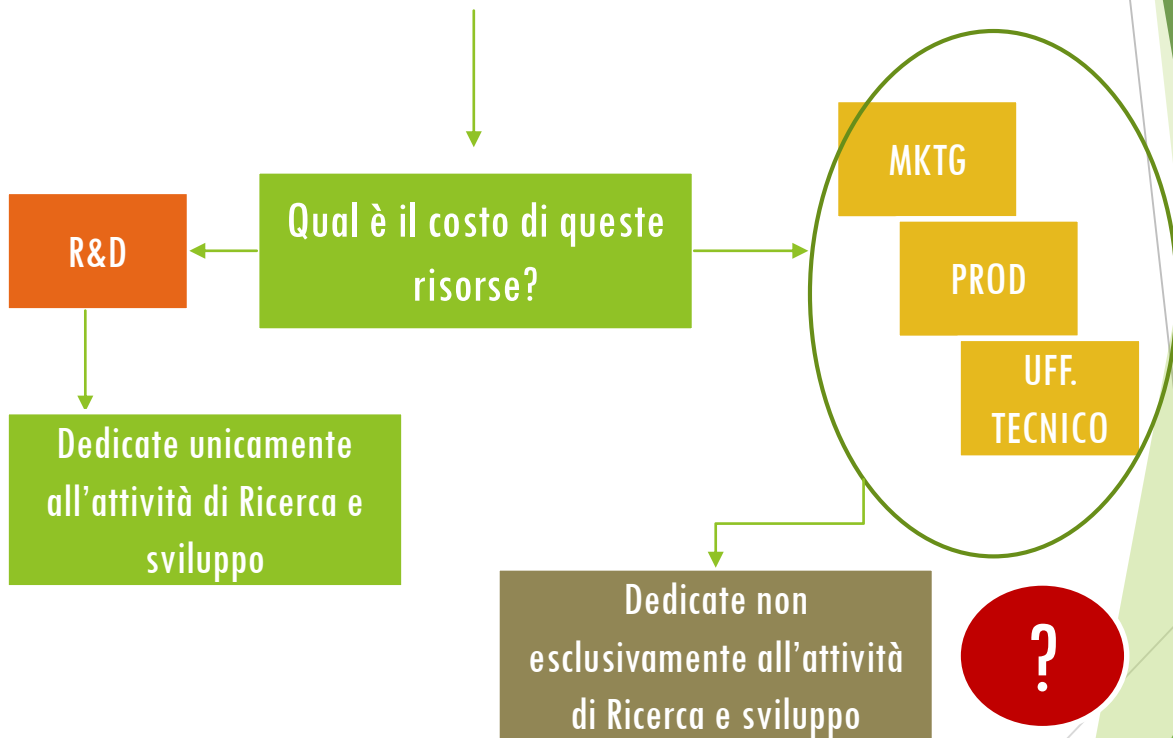 R&D
Qual è il costo di queste
risorse?
MKTG
PROD
UFF.
TECNICO
Dedicate unicamente
all'attività di Ricerca e
sviluppo
Dedicate non
esclusivamente all'attività
di Ricerca e sviluppo
?